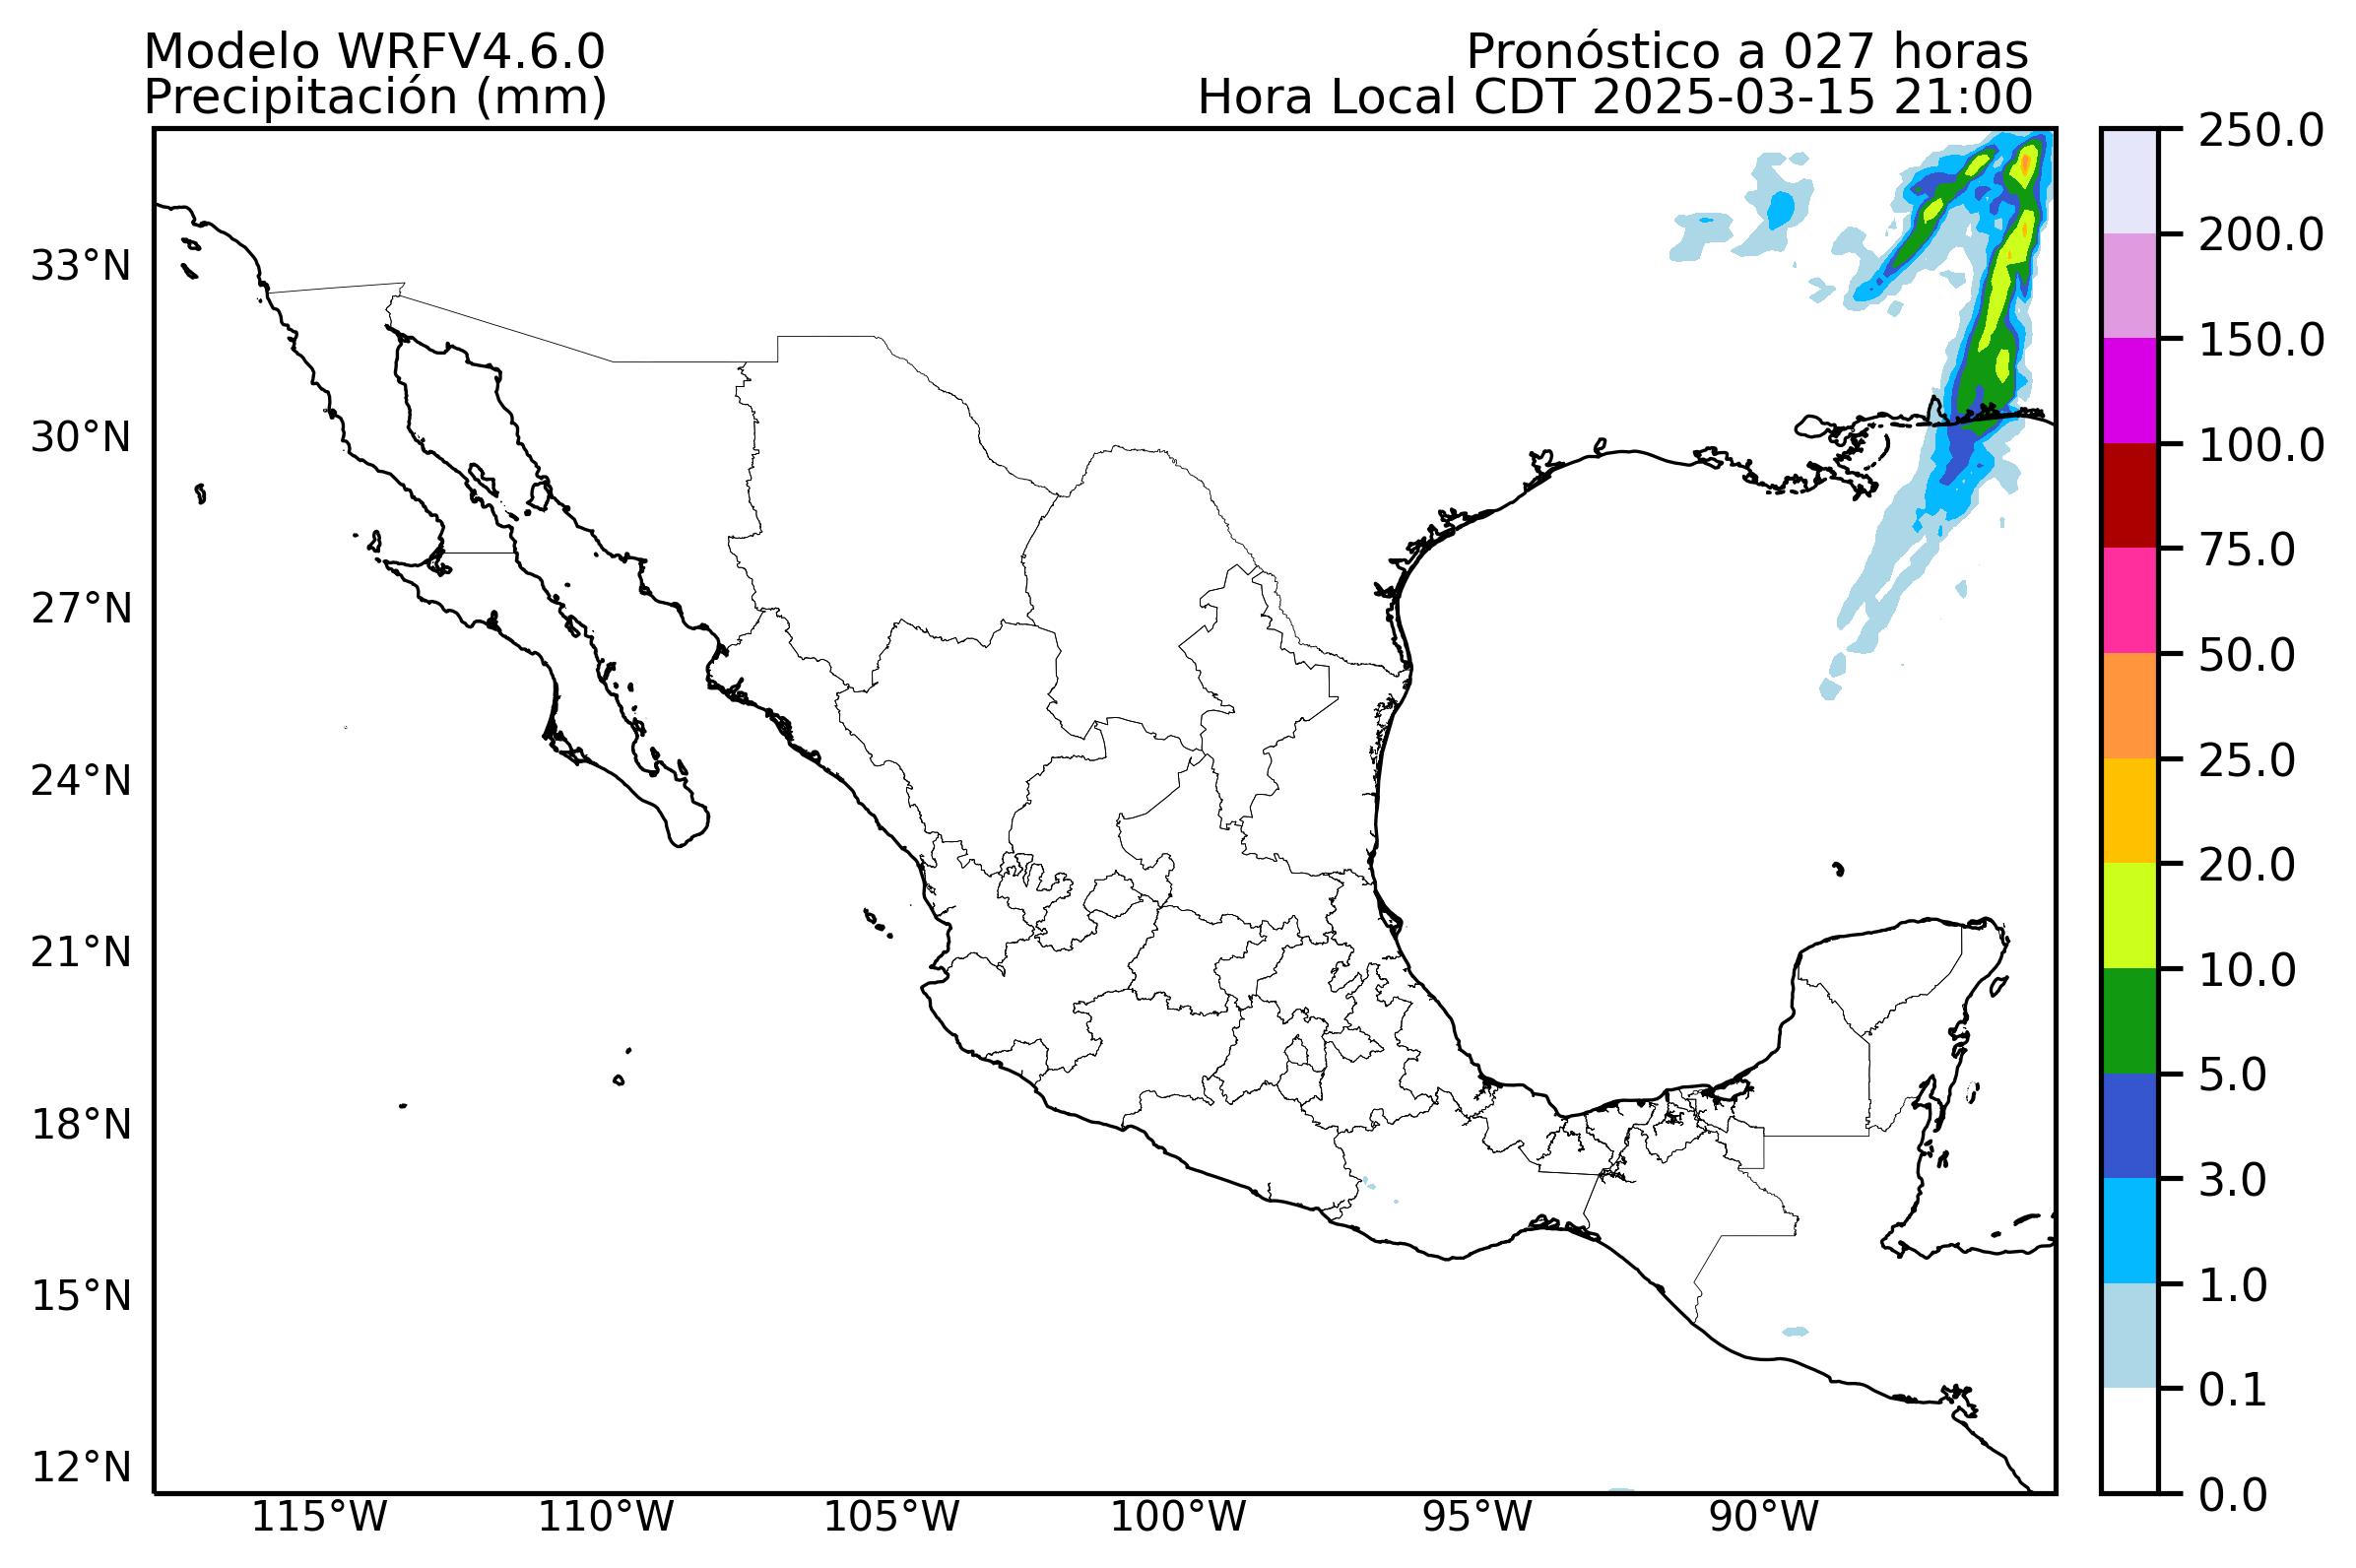 Modelo WRFV4.6.0
Precipitación (mm)
Pronóstico a 027 horas
Hora Local CDT 2025-03-15 21:00
33°N
30°N
27°N
24°N
21°N
18°N
15°N
12°N
115°W
110°W
105°W
100°W
95°W
90°W
250.0
200.0
150.0
100.0
75.0
50.0
25.0
20.0
10.0
5.0
3.0
1.0
0.1
0.0